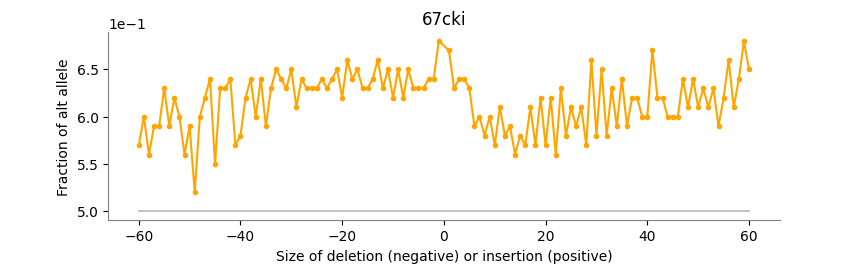 67cki
1e−1
Fraction of alt allele
6.5
6.0
5.5
5.0
−60 −40 −20 0 20 40 60
Size of deletion (negative) or insertion (positive)